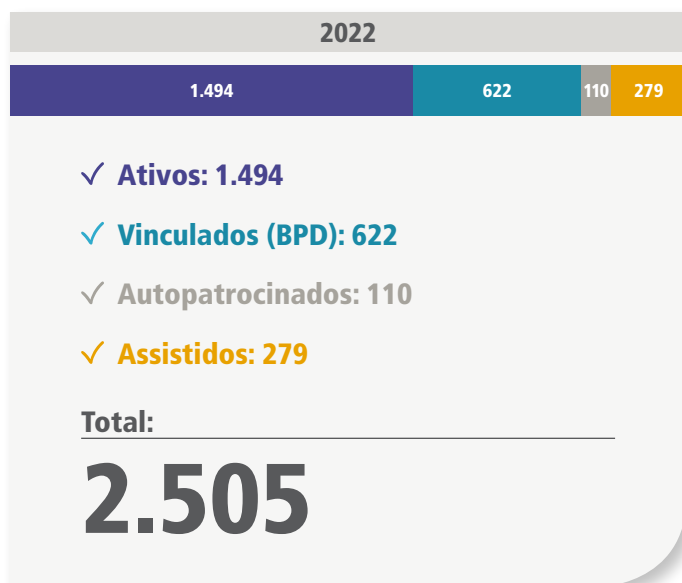 2022
1.494 622 110 279
Ativos: 1.494
Vinculados (BPD): 622
Autopatrocinados: 110
Assistidos: 279
Total:
2.505